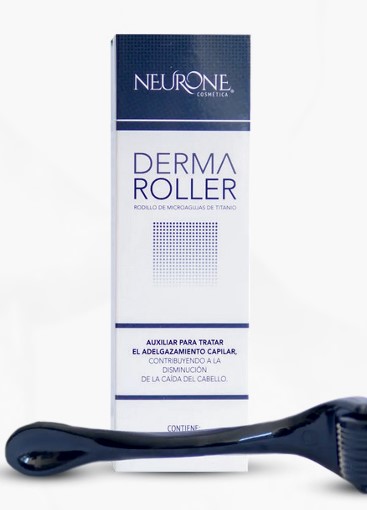 NEURONE®
COSMÉTICA
DERMA
ROLLER
RODILLO DE MICROAGUJAS DE TITANIO
AUXILIAR PARA TRATAR
EL ADELGAZAMIENTO CAPILAR,
CONTRIBUYENDO A LA
DISMINUCIÓN
DE LA CAÍDA DEL CABELLO.
CONTIENE: